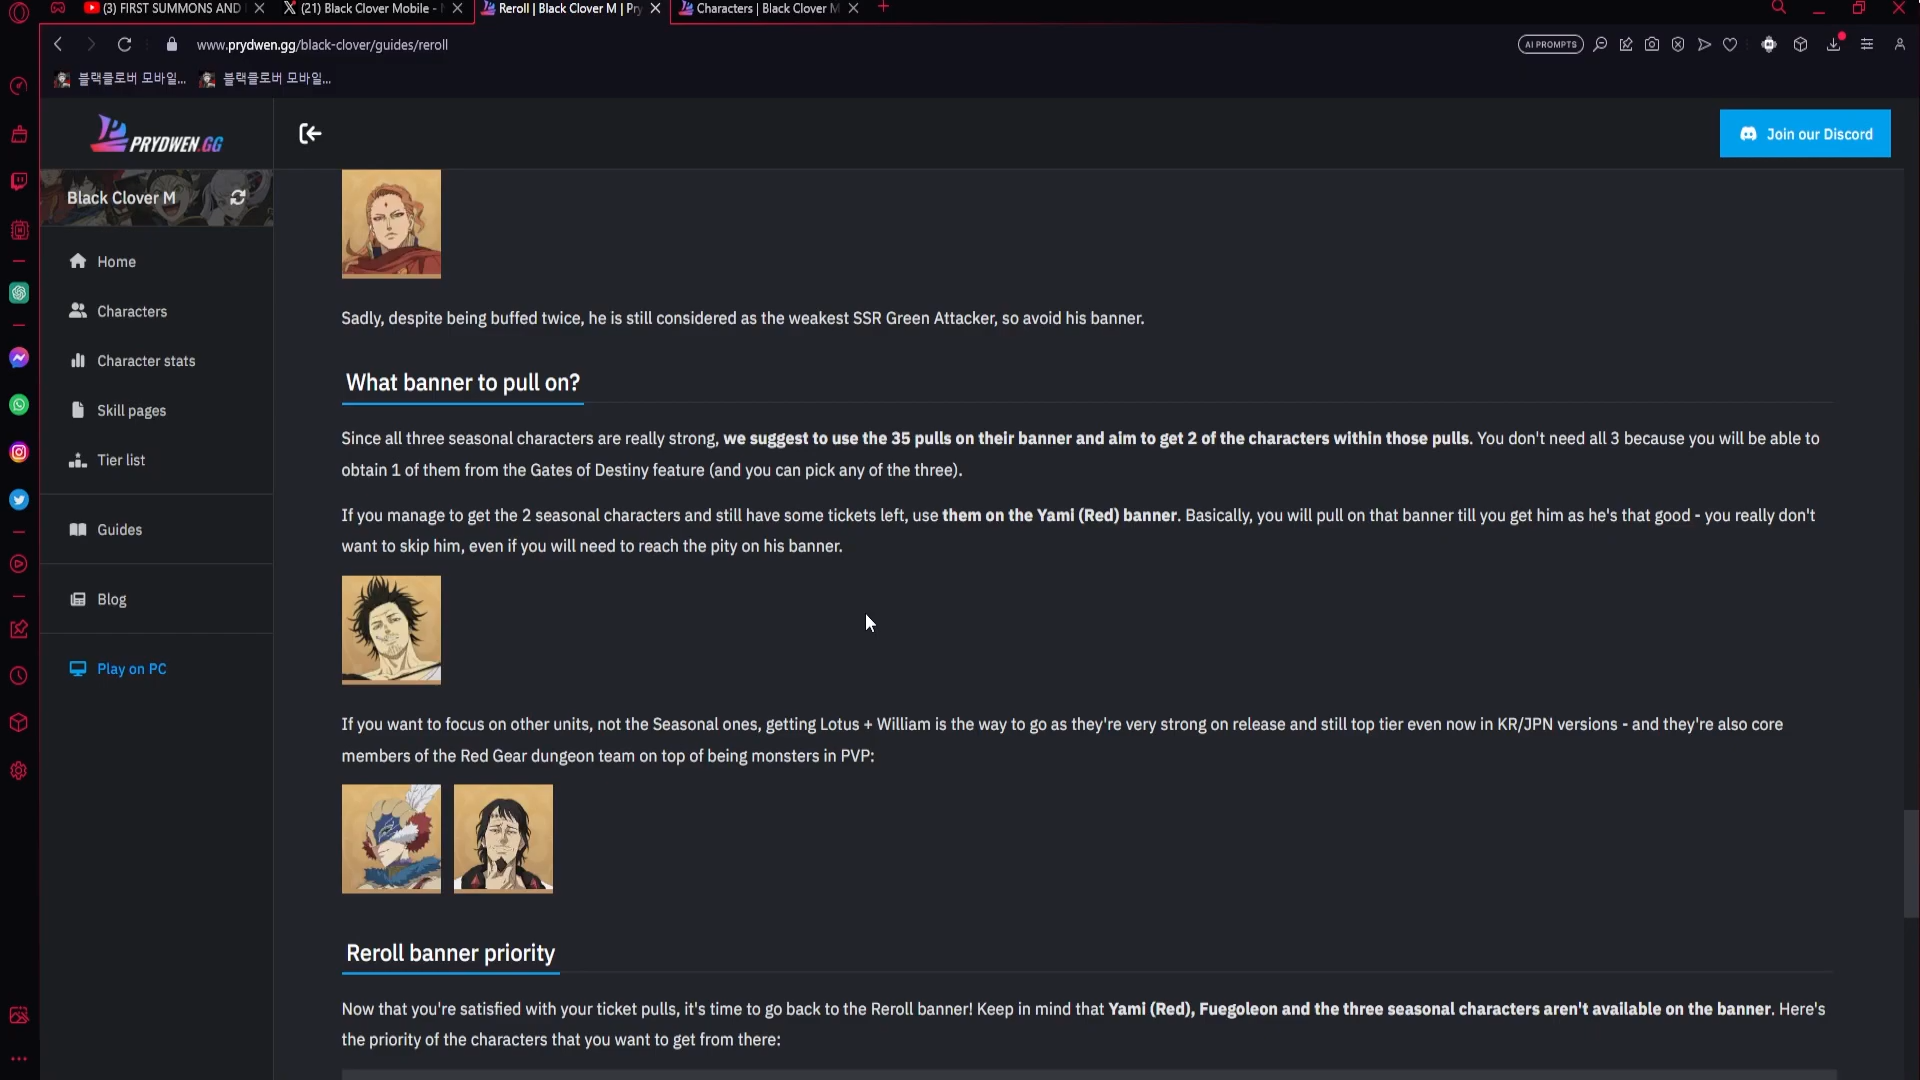 (3) FIRST SUMMONS AND
(21) Black Clover Mobile -
Reroll | Black Clover M | Pry
Characters | Black Clover M
www.prydwen.gg/black-clover/guides/reroll
AI PROMPTS
블랙클로버 모바일...
블랙클로버 모바일...
PRYDWEN.GG
Join our Discord
Black Clover M
Home
Characters
Character stats
Skill pages
Tier list
Guides
Blog
Play on PC
Sadly, despite being buffed twice, he is still considered as the weakest SSR Green Attacker, so avoid his banner.
What banner to pull on?
Since all three seasonal characters are really strong, we suggest to use the 35 pulls on their banner and aim to get 2 of the characters within those pulls. You don't need all 3 because you will be able to
obtain 1 of them from the Gates of Destiny feature (and you can pick any of the three).
If you manage to get the 2 seasonal characters and still have some tickets left, use them on the Yami (Red) banner. Basically, you will pull on that banner till you get him as he's that good - you really don't
want to skip him, even if you will need to reach the pity on his banner.
If you want to focus on other units, not the Seasonal ones, getting Lotus + William is the way to go as they're very strong on release and still top tier even now in KR/JPN versions - and they're also core
members of the Red Gear dungeon team on top of being monsters in PVP:
Reroll banner priority
Now that you're satisfied with your ticket pulls, it's time to go back to the Reroll banner! Keep in mind that Yami (Red), Fuegoleon and the three seasonal characters aren't available on the banner. Here's
the priority of the characters that you want to get from there: